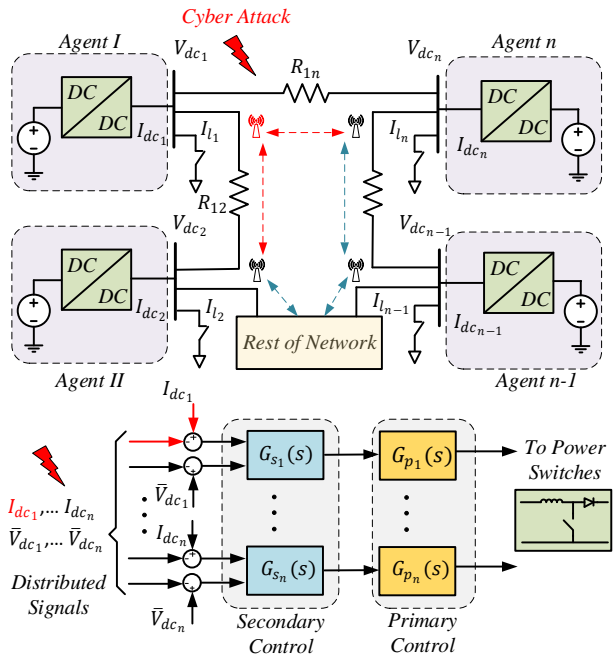 Cyber Attack
Agent I
V_dc1
V_dcn
Agent n
R_1n
DC
DC
DC
DC
I_dc1
I_l1
I_ln
I_dcn
R_12
V_dc2
V_dcn−1
DC
DC
DC
DC
I_dc2
I_l2
I_ln−1
I_dcn−1
Rest of Network
Agent II
Agent n-1
I_dc1
G_s1(s)
G_p1(s)
To Power
Switches
V̄_dc1
I_dc1,... I_dcn
I_dcn
V̄_dc1,... V̄_dcn
Distributed
Signals
G_sn(s)
G_pn(s)
V̄_dcn
Secondary
Control
Primary
Control